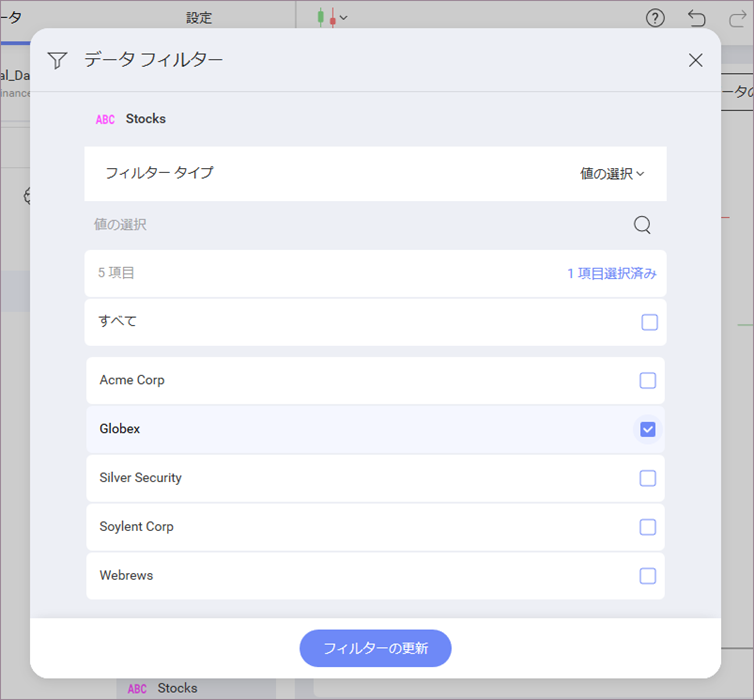 ータ 設定
データ フィルター
al_Da
inance
ータの
ABC Stocks
フィルター タイプ 値の選択
値の選択
5 項目 1 項目選択済み
すべて
Acme Corp
Globex
Silver Security
Soylent Corp
Webrews
フィルターの更新
ABC Stocks